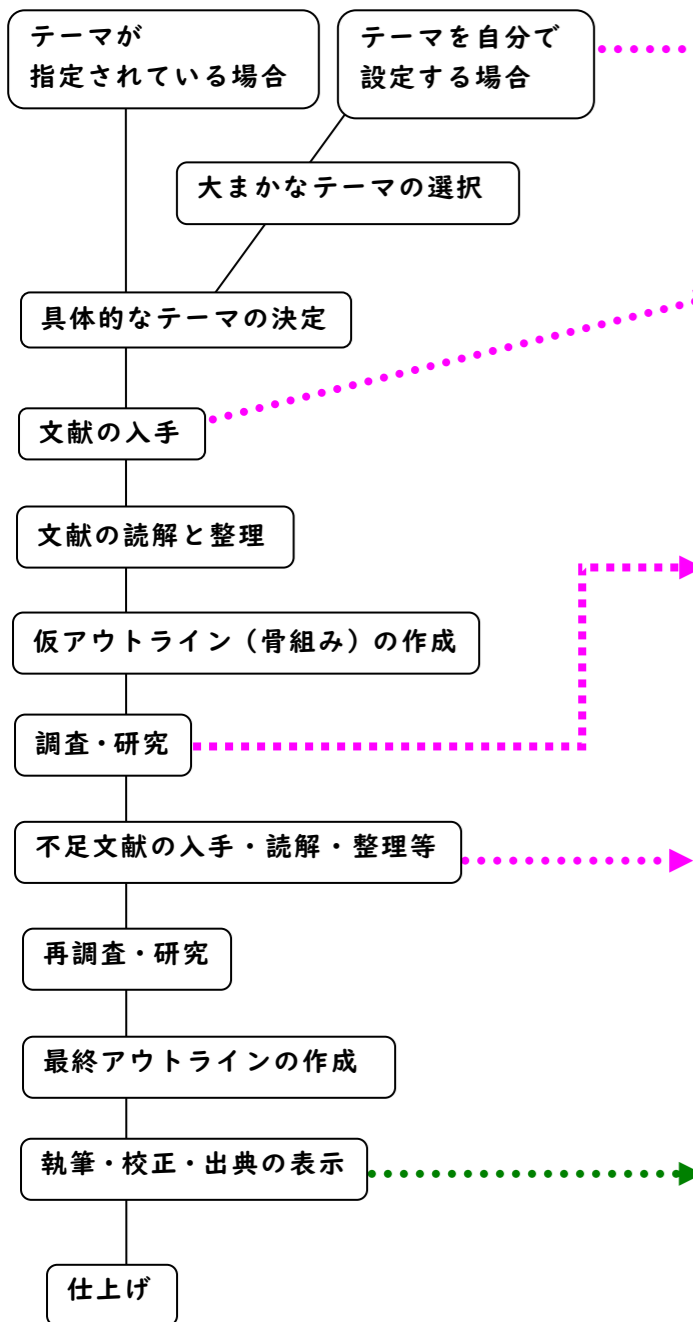 テーマが
指定されている場合
テーマを自分で
設定する場合
大まかなテーマの選択
具体的なテーマの決定
文献の入手
文献の読解と整理
仮アウトライン（骨組み）の作成
調査・研究
不足文献の入手・読解・整理等
再調査・研究
最終アウトラインの作成
執筆・校正・出典の表示
仕上げ